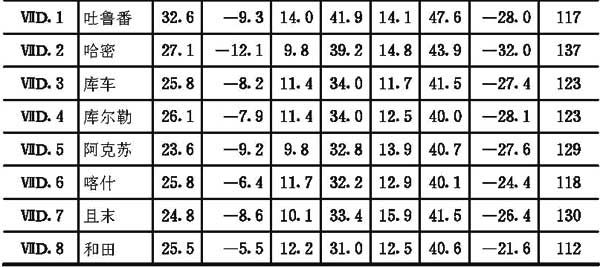 ⅦD.1 吐鲁番 32.6 −9.3 14.0 41.9 14.1 47.6 −28.0 117
ⅦD.2 哈密 27.1 −12.1 9.8 39.2 14.8 43.9 −32.0 137
ⅦD.3 库车 25.8 −8.2 11.4 34.0 11.7 41.5 −27.4 123
ⅦD.4 库尔勒 26.1 −7.9 11.4 34.0 12.5 40.0 −28.1 123
ⅦD.5 阿克苏 23.6 −9.2 9.8 32.8 13.9 40.7 −27.6 129
ⅦD.6 喀什 25.8 −6.4 11.7 32.2 12.9 40.1 −24.4 118
ⅦD.7 且末 24.8 −8.6 10.1 33.4 15.9 41.5 −26.4 130
ⅦD.8 和田 25.5 −5.5 12.2 31.0 12.5 40.6 −21.6 112